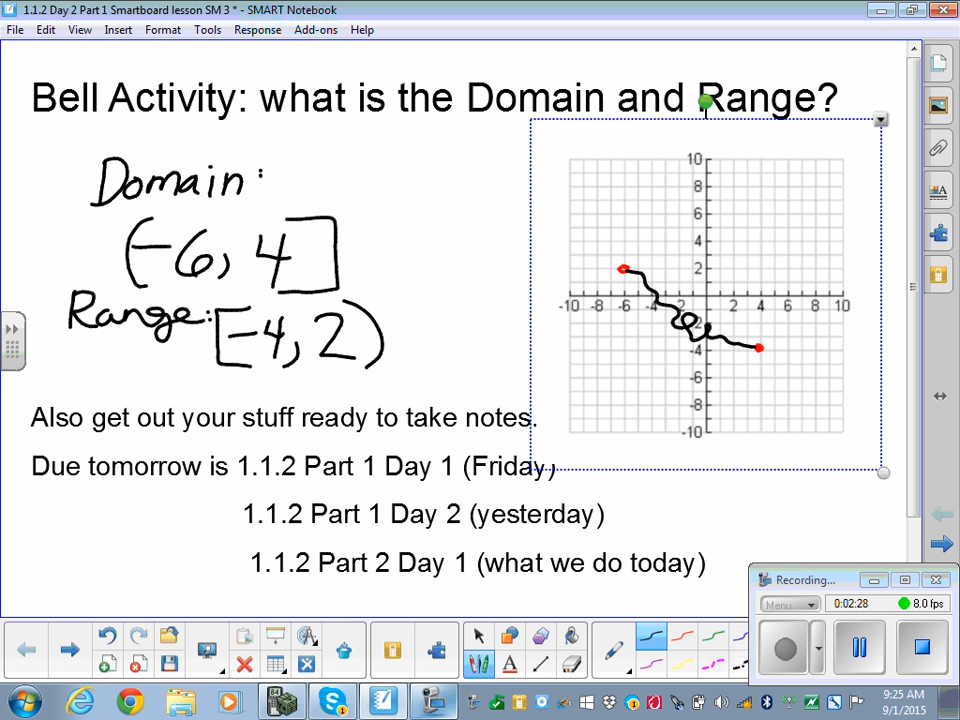 1.1.2 Day 2 Part 1 Smartboard lesson SM 3 * - SMART Notebook
File Edit View Insert Format Tools Response Add-ons Help
Bell Activity: what is the Domain and Range?
Domain:
(-6, 4]
Range: [-4, 2)
10
8
6
4
2
-10 -8 -6 -4 -2 2 4 6 8 10
-2
-4
-6
-8
-10
Also get out your stuff ready to take notes.
Due tomorrow is 1.1.2 Part 1 Day 1 (Friday)
1.1.2 Part 1 Day 2 (yesterday)
1.1.2 Part 2 Day 1 (what we do today)
Recording...
Menu 0:02:28 8.0 fps
9:25 AM
9/1/2015